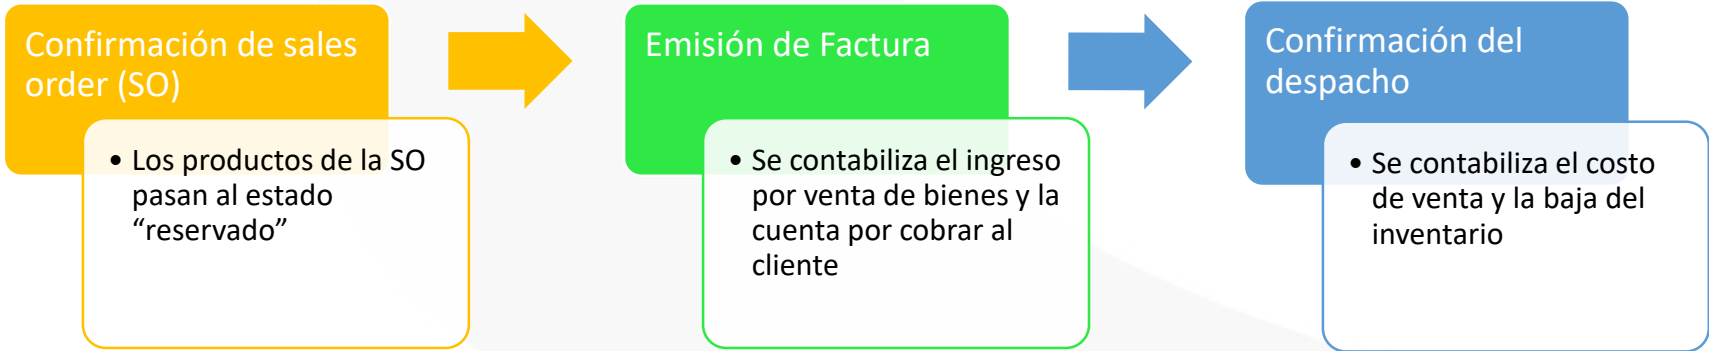 Confirmación de sales
order (SO)
• Los productos de la SO
pasan al estado
“reservado”
Emisión de Factura
• Se contabiliza el ingreso
por venta de bienes y la
cuenta por cobrar al
cliente
Confirmación del
despacho
• Se contabiliza el costo
de venta y la baja del
inventario